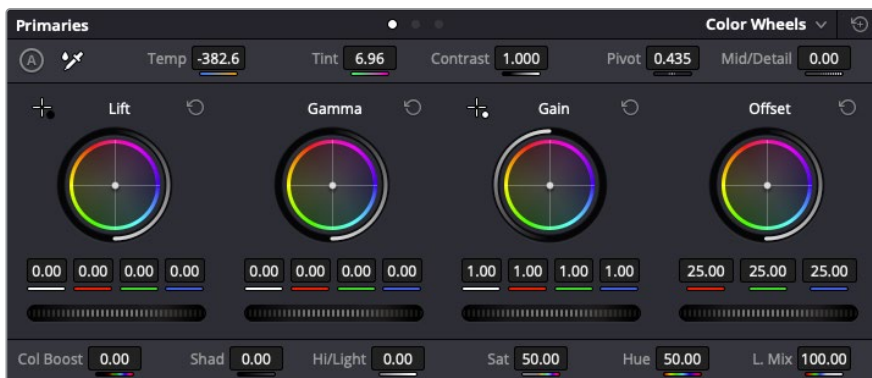 Primaries Color Wheels
A Temp -382.6 Tint 6.96 Contrast 1.000 Pivot 0.435 Mid/Detail 0.00
Lift Gamma Gain Offset
0.00 0.00 0.00 0.00 0.00 0.00 0.00 0.00 1.00 1.00 1.00 1.00 25.00 25.00 25.00
Col Boost 0.00 Shad 0.00 Hi/Light 0.00 Sat 50.00 Hue 50.00 L. Mix 100.00